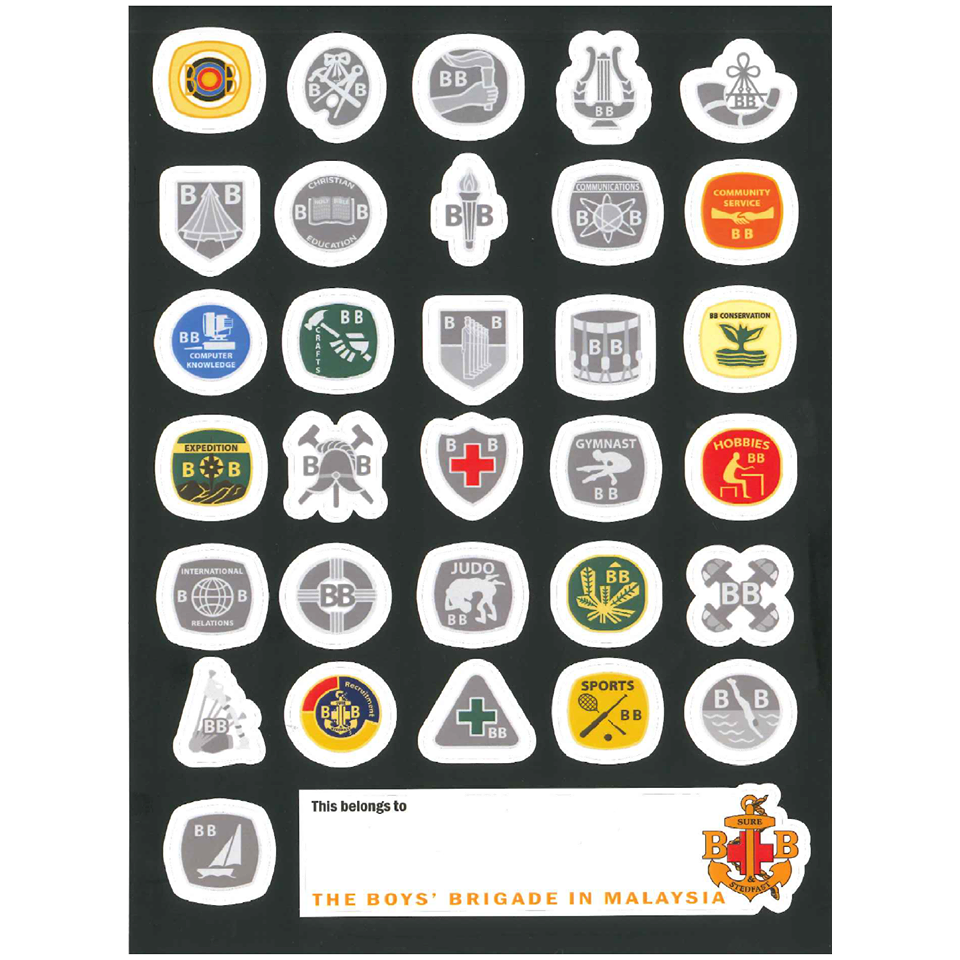 BB
B B
BB
BB
BB
B B
CHRISTIAN
B HOLY BIBLE B
EDUCATION
B B
COMMUNICATIONS
B B
COMMUNITY
SERVICE
B B
BB
COMPUTER
KNOWLEDGE
BB
CRAFTS
B B
B B
BB CONSERVATION
EXPEDITION
B B
B B
B B
GYMNAST
B B
HOBBIES
BB
INTERNATIONAL
B B
RELATIONS
BB
JUDO
BB
BB
BB
BB
Recruitment
B B
BB
SPORTS
B B
B B
BB
This belongs to
SURE
B B
&
STEDFAST
THE BOYS' BRIGADE IN MALAYSIA